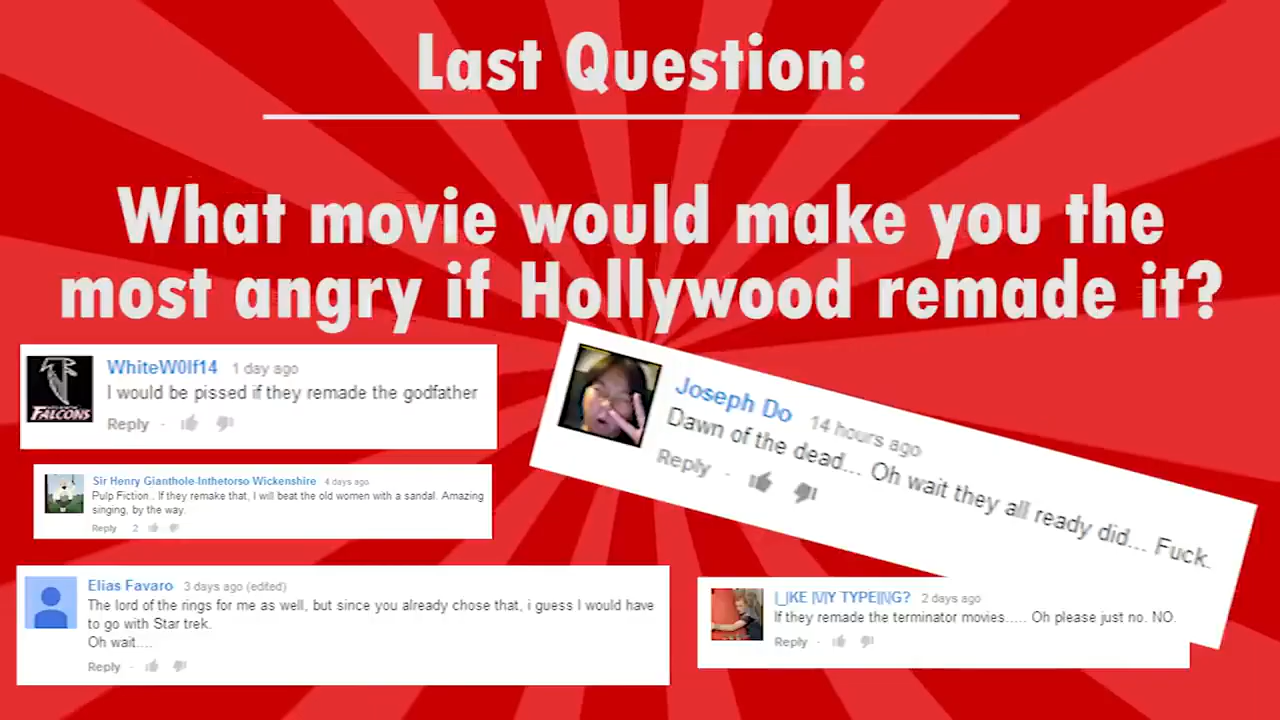 Last Question:
What movie would make you the
most angry if Hollywood remade it?
WhiteW0lf14 1 day ago
I would be pissed if they remade the godfather
Reply
FALCONS
Joseph Do 14 hours ago
Dawn of the dead... Oh wait they all ready did... Fuck.
Reply
Sir Henry Gianthole-Inthetorso Wickenshire 4 days ago
Pulp Fiction.. If they remake that, I will beat the old women with a sandal. Amazing
singing, by the way.
Reply 2
Elias Favaro 3 days ago (edited)
The lord of the rings for me as well, but since you already chose that, i guess I would have
to go with Star trek.
Oh wait....
Reply
TYPE 2 days ago
If they remade the terminator movies..... Oh please just no. NO.
Reply